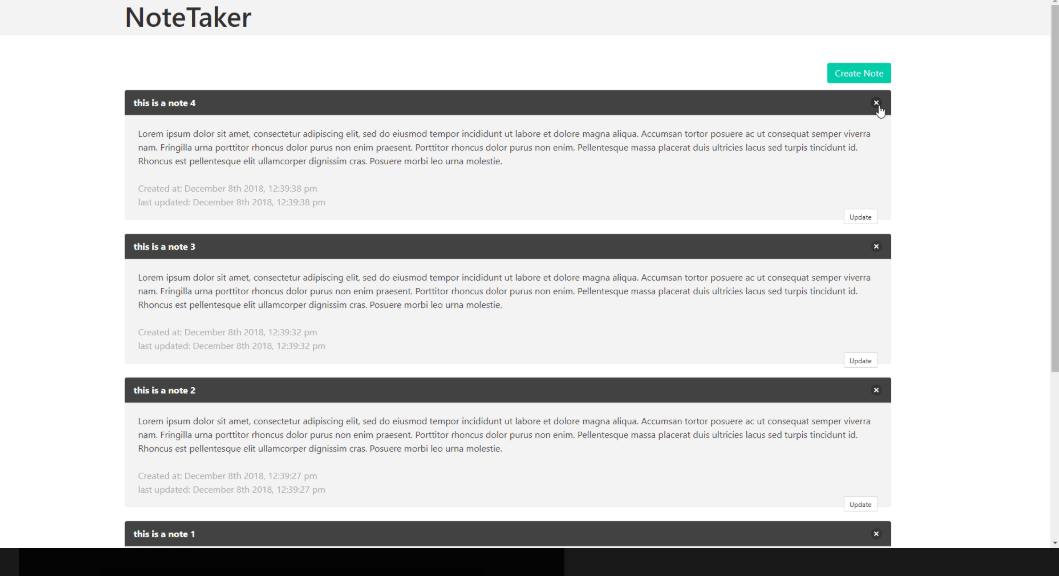 NoteTaker
Create Note
this is a note 4
Lorem ipsum dolor sit amet, consectetur adipiscing elit, sed do eiusmod tempor incididunt ut labore et dolore magna aliqua. Accumsan tortor posuere ac ut consequat semper viverra
nam. Fringilla urna porttitor rhoncus dolor purus non enim praesent. Porttitor rhoncus dolor purus non enim. Pellentesque massa placerat duis ultricies lacus sed turpis tincidunt id.
Rhoncus est pellentesque elit ullamcorper dignissim cras. Posuere morbi leo urna molestie.
Created at: December 8th 2018, 12:39:38 pm
last updated: December 8th 2018, 12:39:38 pm
Update
this is a note 3
Lorem ipsum dolor sit amet, consectetur adipiscing elit, sed do eiusmod tempor incididunt ut labore et dolore magna aliqua. Accumsan tortor posuere ac ut consequat semper viverra
nam. Fringilla urna porttitor rhoncus dolor purus non enim praesent. Porttitor rhoncus dolor purus non enim. Pellentesque massa placerat duis ultricies lacus sed turpis tincidunt id.
Rhoncus est pellentesque elit ullamcorper dignissim cras. Posuere morbi leo urna molestie.
Created at: December 8th 2018, 12:39:32 pm
last updated: December 8th 2018, 12:39:32 pm
Update
this is a note 2
Lorem ipsum dolor sit amet, consectetur adipiscing elit, sed do eiusmod tempor incididunt ut labore et dolore magna aliqua. Accumsan tortor posuere ac ut consequat semper viverra
nam. Fringilla urna porttitor rhoncus dolor purus non enim praesent. Porttitor rhoncus dolor purus non enim. Pellentesque massa placerat duis ultricies lacus sed turpis tincidunt id.
Rhoncus est pellentesque elit ullamcorper dignissim cras. Posuere morbi leo urna molestie.
Created at: December 8th 2018, 12:39:27 pm
last updated: December 8th 2018, 12:39:27 pm
Update
this is a note 1